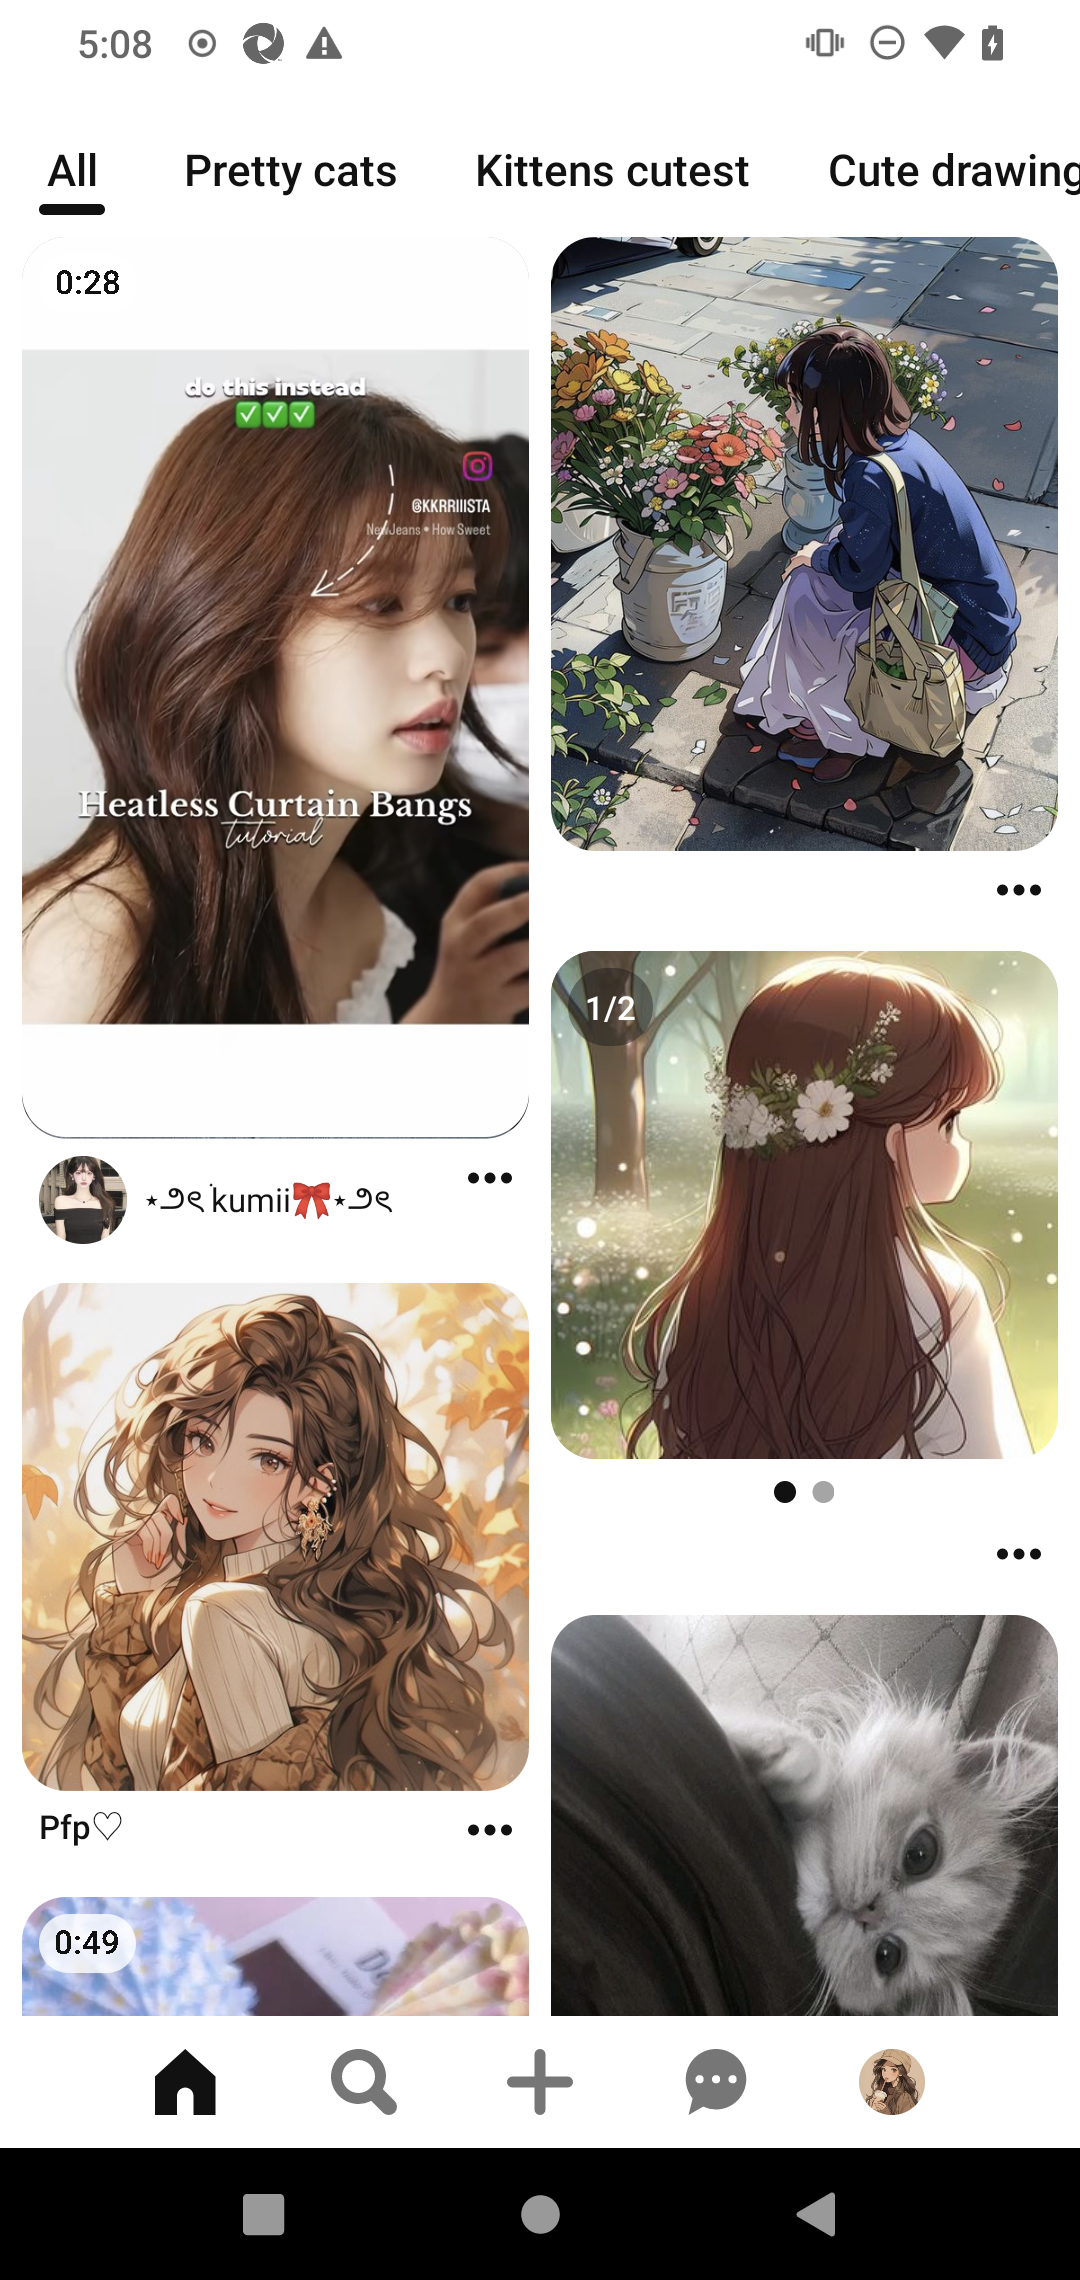 5:08
All
Pretty cats
Kittens cutest
Cute drawing
0:28
do this instead
✅✅✅
@KKRRIIISTA
NewJeans • How Sweet
Heatless Curtain Bangs
tutorial
⋆౨ৎ kumii🎀⋆౨ৎ
1/2
Pfp♡
0:49